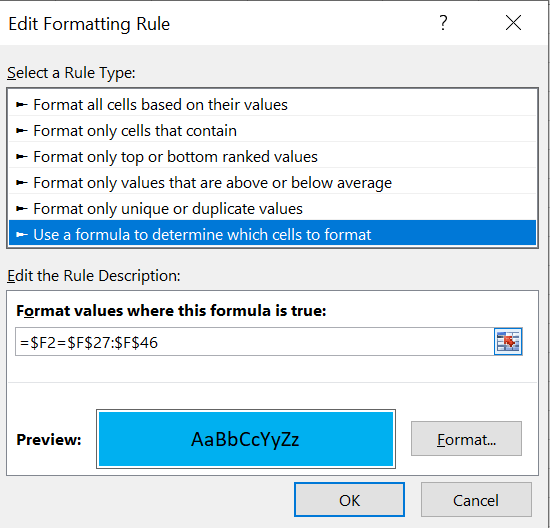 Edit Formatting Rule
?
Select a Rule Type:
► Format all cells based on their values
► Format only cells that contain
► Format only top or bottom ranked values
► Format only values that are above or below average
► Format only unique or duplicate values
► Use a formula to determine which cells to format
Edit the Rule Description:
Format values where this formula is true:
=$F2=$F$27:$F$46
Preview:
AaBbCcYyZz
Format...
OK
Cancel